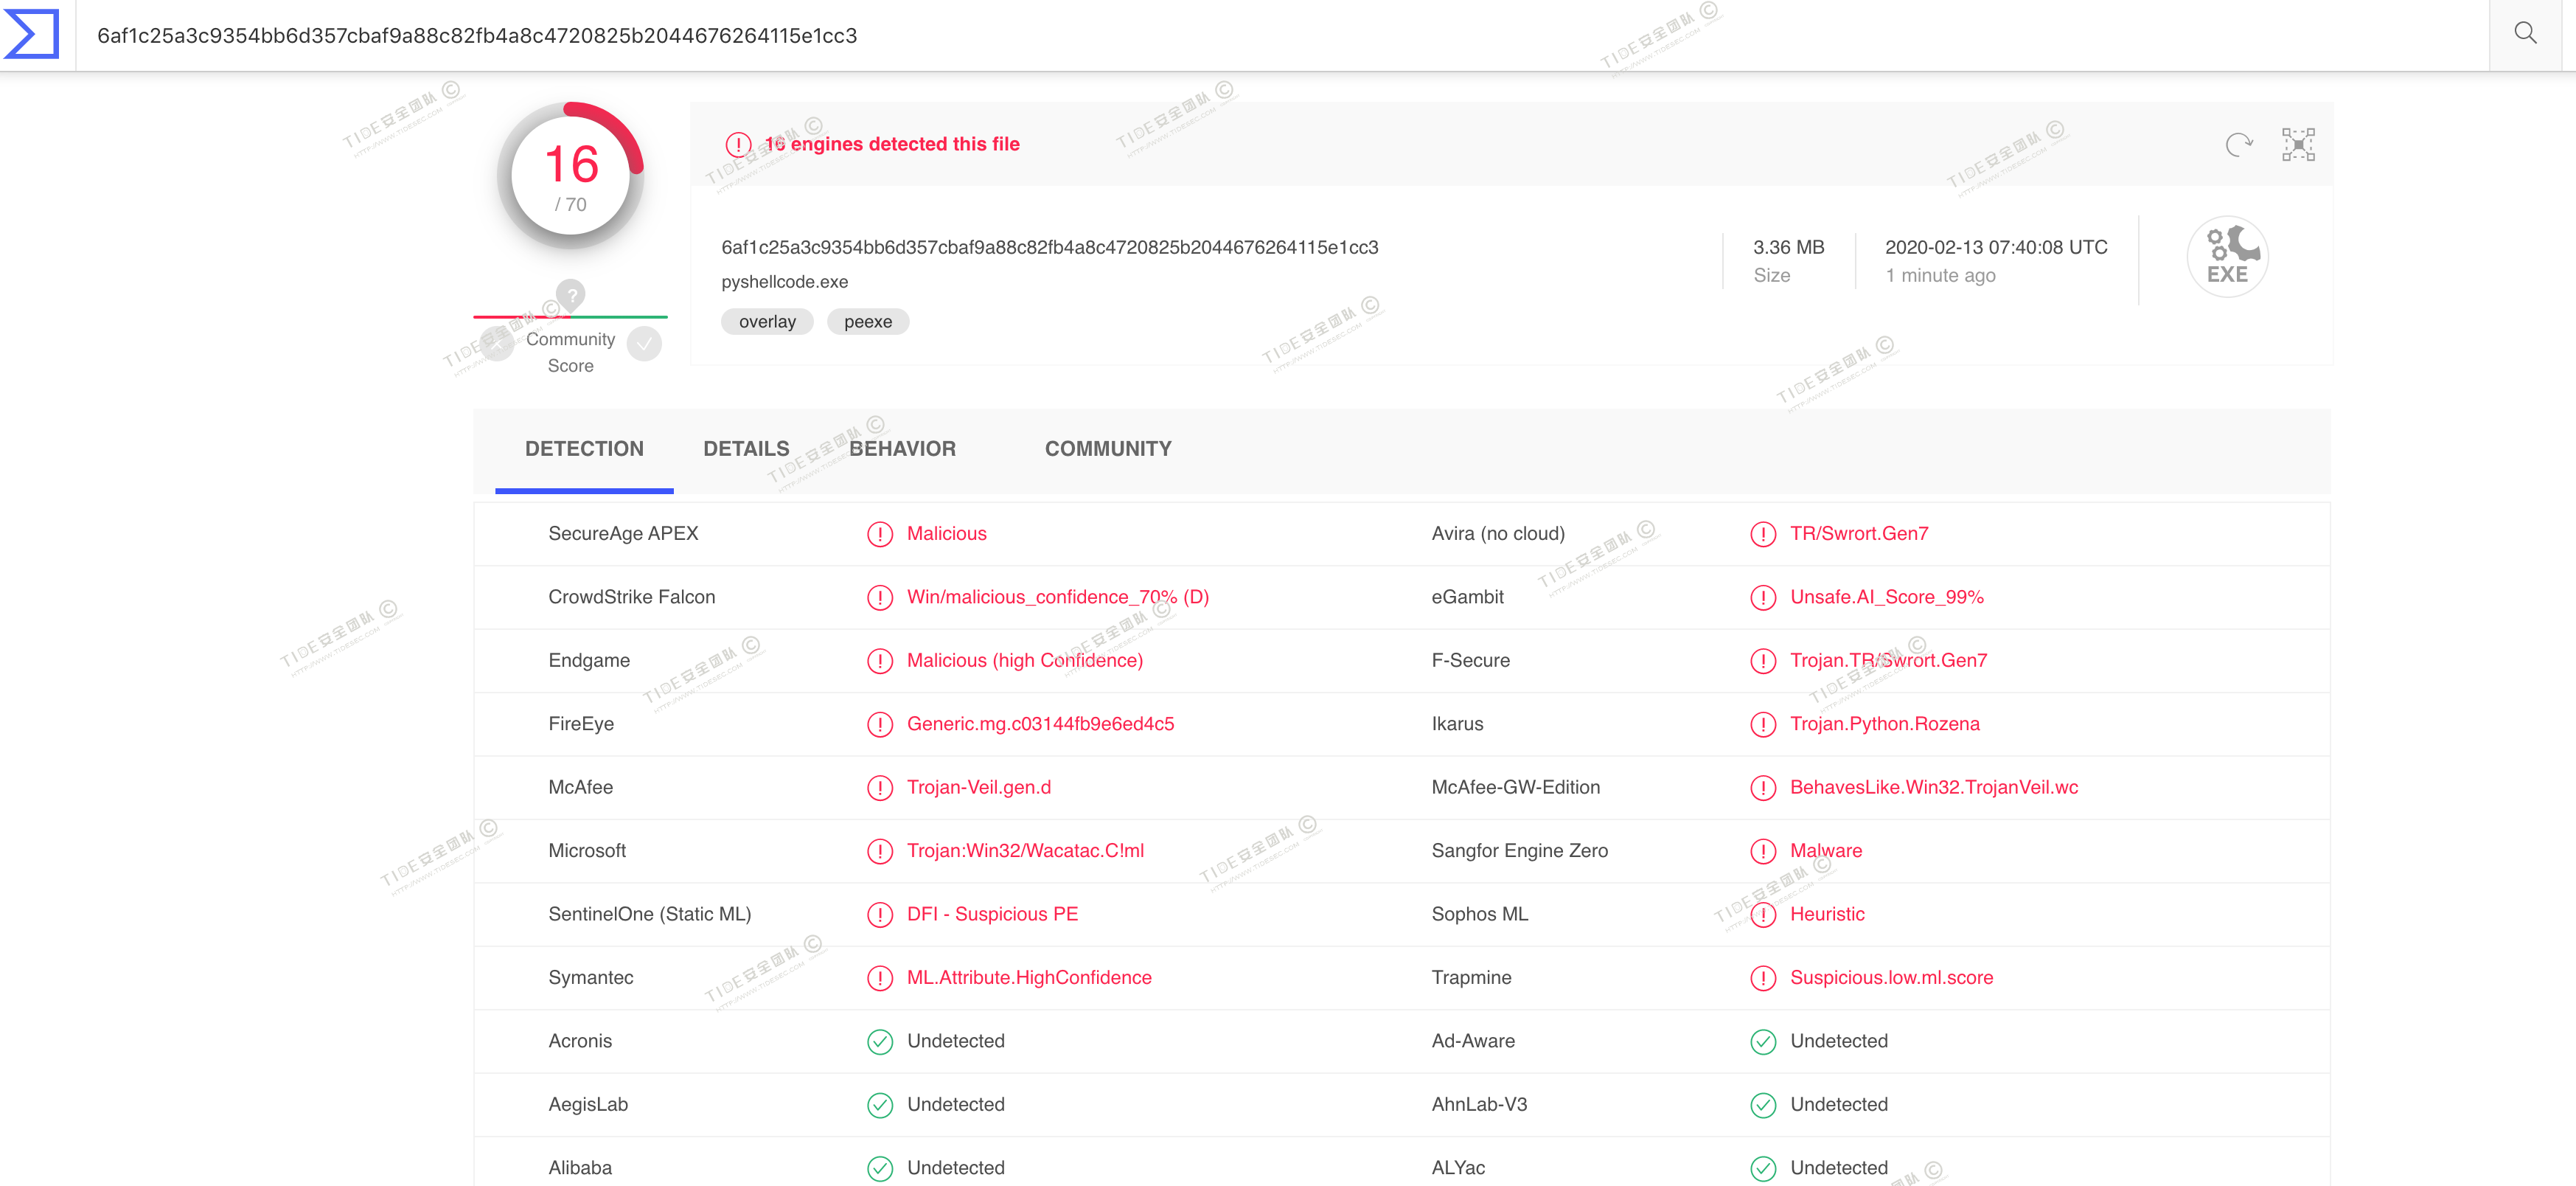 6af1c25a3c9354bb6d357cbaf9a88c82fb4a8c4720825b2044676264115e1cc3
16
/ 70
16 engines detected this file
6af1c25a3c9354bb6d357cbaf9a88c82fb4a8c4720825b2044676264115e1cc3
pyshellcode.exe
overlay peexe
3.36 MB
Size
2020-02-13 07:40:08 UTC
1 minute ago
EXE
?
Community
Score
DETECTION DETAILS BEHAVIOR COMMUNITY
SecureAge APEX Malicious Avira (no cloud) TR/Swrort.Gen7
CrowdStrike Falcon Win/malicious_confidence_70% (D) eGambit Unsafe.AI_Score_99%
Endgame Malicious (high Confidence) F-Secure Trojan.TR/Swrort.Gen7
FireEye Generic.mg.c03144fb9e6ed4c5 Ikarus Trojan.Python.Rozena
McAfee Trojan-Veil.gen.d McAfee-GW-Edition BehavesLike.Win32.TrojanVeil.wc
Microsoft Trojan:Win32/Wacatac.C!ml Sangfor Engine Zero Malware
SentinelOne (Static ML) DFI - Suspicious PE Sophos ML Heuristic
Symantec ML.Attribute.HighConfidence Trapmine Suspicious.low.ml.score
Acronis Undetected Ad-Aware Undetected
AegisLab Undetected AhnLab-V3 Undetected
Alibaba Undetected ALYac Undetected
TIDE安全团队 ©
HTTP://WWW.TIDESEC.COM